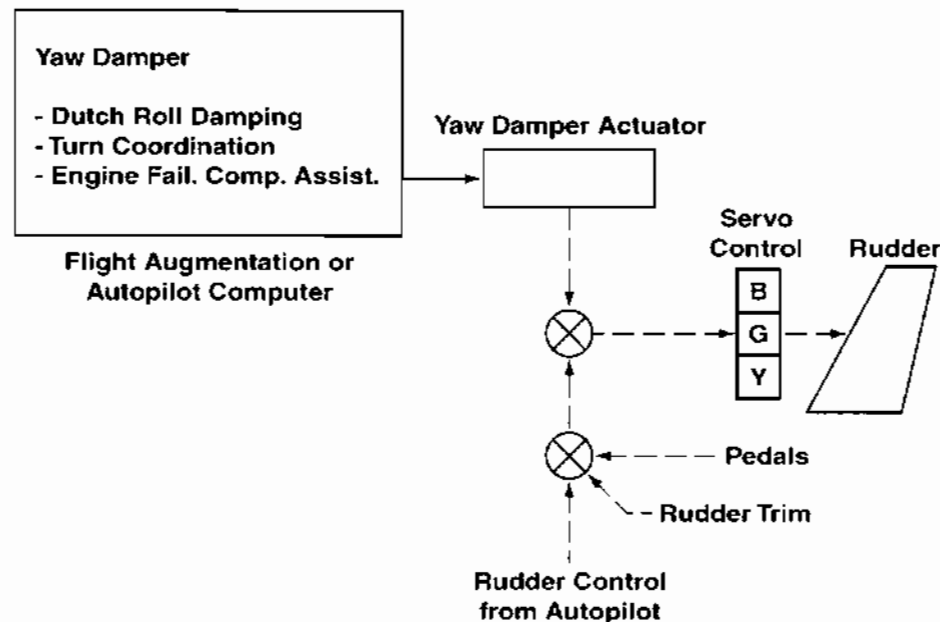 Yaw Damper
- Dutch Roll Damping
- Turn Coordination
- Engine Fail. Comp. Assist.
Flight Augmentation or
Autopilot Computer
Yaw Damper Actuator
Servo
Control
Rudder
B
G
Y
Pedals
Rudder Trim
Rudder Control
from Autopilot